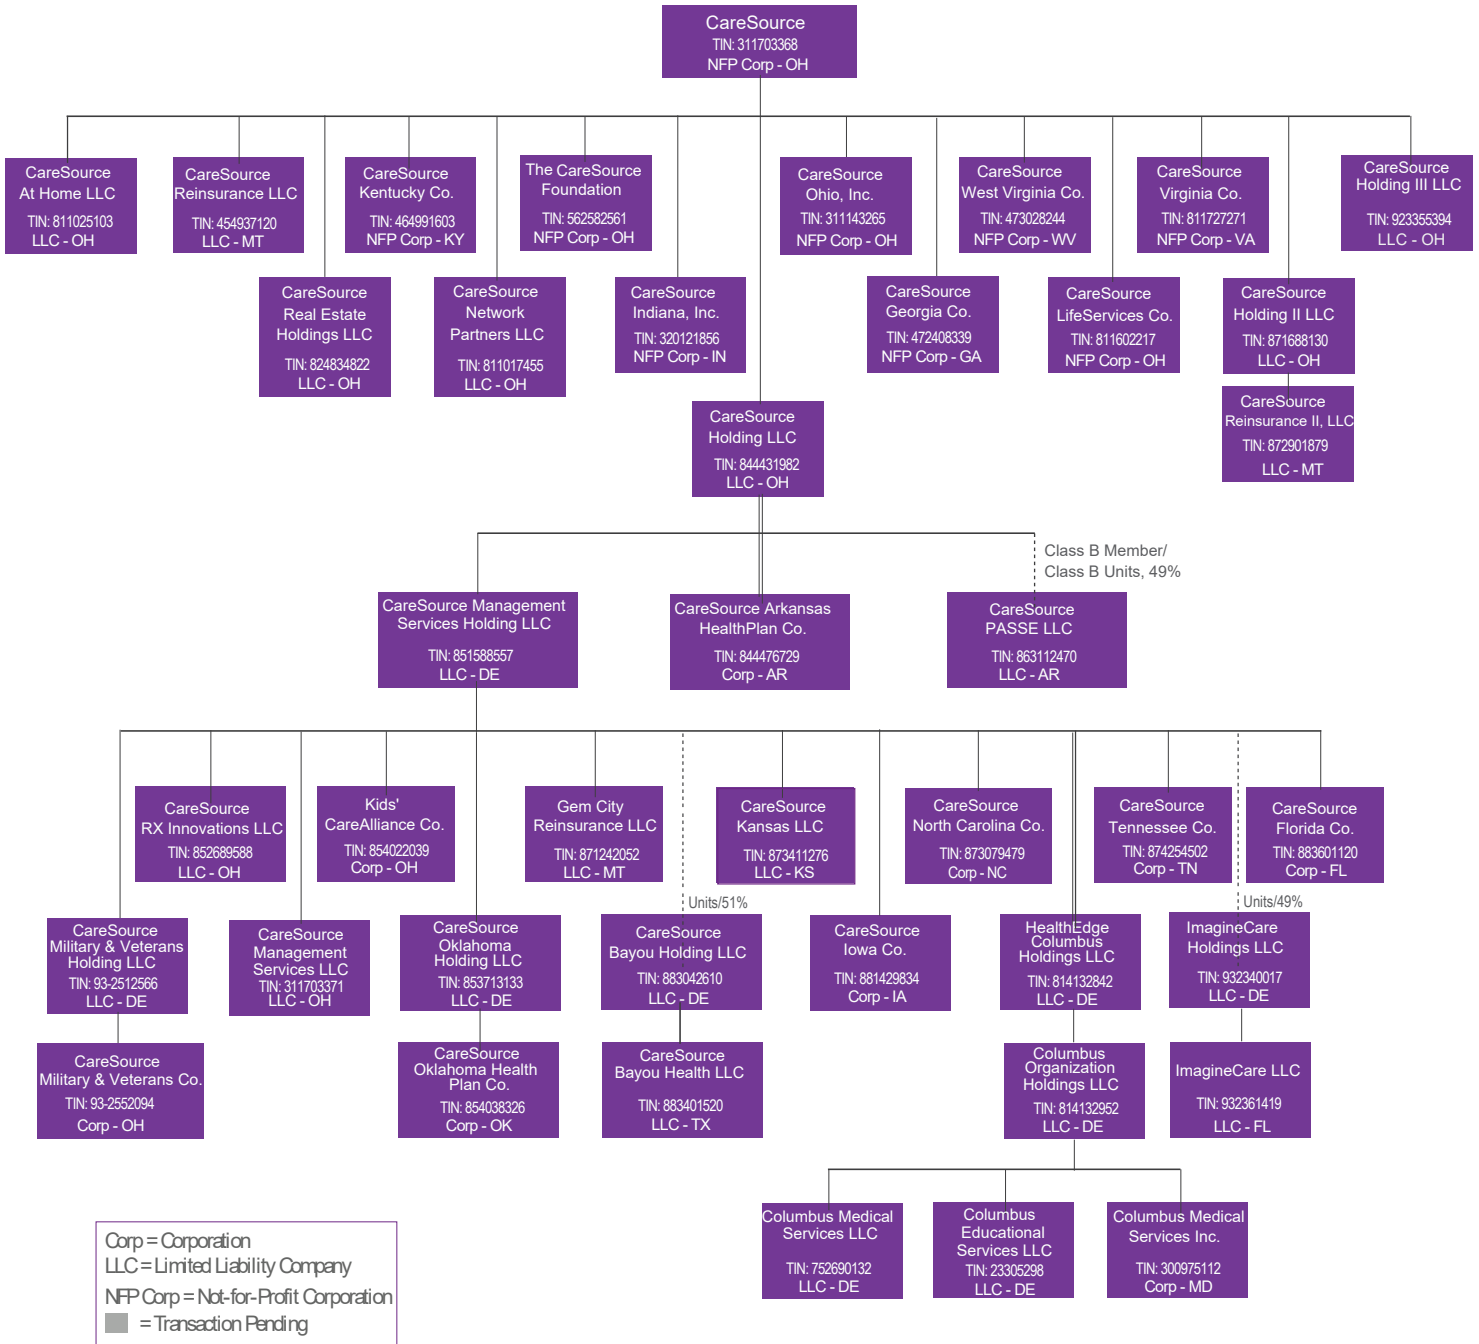 CareSource
TIN: 311703368
NFP Corp - OH
CareSource
At Home LLC
TIN: 811025103
LLC - OH
CareSource
Reinsurance LLC
TIN: 454937120
LLC - MT
CareSource
Kentucky Co.
TIN: 464991603
NFP Corp - KY
The CareSource
Foundation
TIN: 562582561
NFP Corp - OH
CareSource
Ohio, Inc.
TIN: 311143265
NFP Corp - OH
CareSource
West Virginia Co.
TIN: 473028244
NFP Corp - WV
CareSource
Virginia Co.
TIN: 811727271
NFP Corp - VA
CareSource
Holding III LLC
TIN: 923355394
LLC - OH
CareSource
Real Estate
Holdings LLC
TIN: 824834822
LLC - OH
CareSource
Network
Partners LLC
TIN: 811017455
LLC - OH
CareSource
Indiana, Inc.
TIN: 320121856
NFP Corp - IN
CareSource
Georgia Co.
TIN: 472408339
NFP Corp - GA
CareSource
LifeServices Co.
TIN: 811602217
NFP Corp - OH
CareSource
Holding II LLC
TIN: 871688130
LLC - OH
CareSource
Reinsurance II, LLC
TIN: 872901879
LLC - MT
CareSource
Holding LLC
TIN: 844431982
LLC - OH
Class B Member/
Class B Units, 49%
CareSource Management
Services Holding LLC
TIN: 851588557
LLC - DE
CareSource Arkansas
HealthPlan Co.
TIN: 844476729
Corp - AR
CareSource
PASSE LLC
TIN: 863112470
LLC - AR
CareSource
RX Innovations LLC
TIN: 852689588
LLC - OH
Kids'
CareAlliance Co.
TIN: 854022039
Corp - OH
Gem City
Reinsurance LLC
TIN: 871242052
LLC - MT
CareSource
Kansas LLC
TIN: 873411276
LLC - KS
CareSource
North Carolina Co.
TIN: 873079479
Corp - NC
CareSource
Tennessee Co.
TIN: 874254502
Corp - TN
CareSource
Florida Co.
TIN: 883601120
Corp - FL
Units/51%
Units/49%
CareSource
Military & Veterans
Holding LLC
TIN: 93-2512566
LLC - DE
CareSource
Management
Services LLC
TIN: 311703371
LLC - OH
CareSource
Oklahoma
Holding LLC
TIN: 853713133
LLC - DE
CareSource
Bayou Holding LLC
TIN: 883042610
LLC - DE
CareSource
Iowa Co.
TIN: 881429834
Corp - IA
HealthEdge
Columbus
Holdings LLC
TIN: 814132842
LLC - DE
ImagineCare
Holdings LLC
TIN: 932340017
LLC - DE
CareSource
Military & Veterans Co.
TIN: 93-2552094
Corp - OH
CareSource
Oklahoma Health
Plan Co.
TIN: 854038326
Corp - OK
CareSource
Bayou Health LLC
TIN: 883401520
LLC - TX
Columbus
Organization
Holdings LLC
TIN: 814132952
LLC - DE
ImagineCare LLC
TIN: 932361419
LLC - FL
Columbus Medical
Services LLC
TIN: 752690132
LLC - DE
Columbus
Educational
Services LLC
TIN: 23305298
LLC - DE
Columbus Medical
Services Inc.
TIN: 300975112
Corp - MD
Corp = Corporation
LLC = Limited Liability Company
NFP Corp = Not-for-Profit Corporation
= Transaction Pending